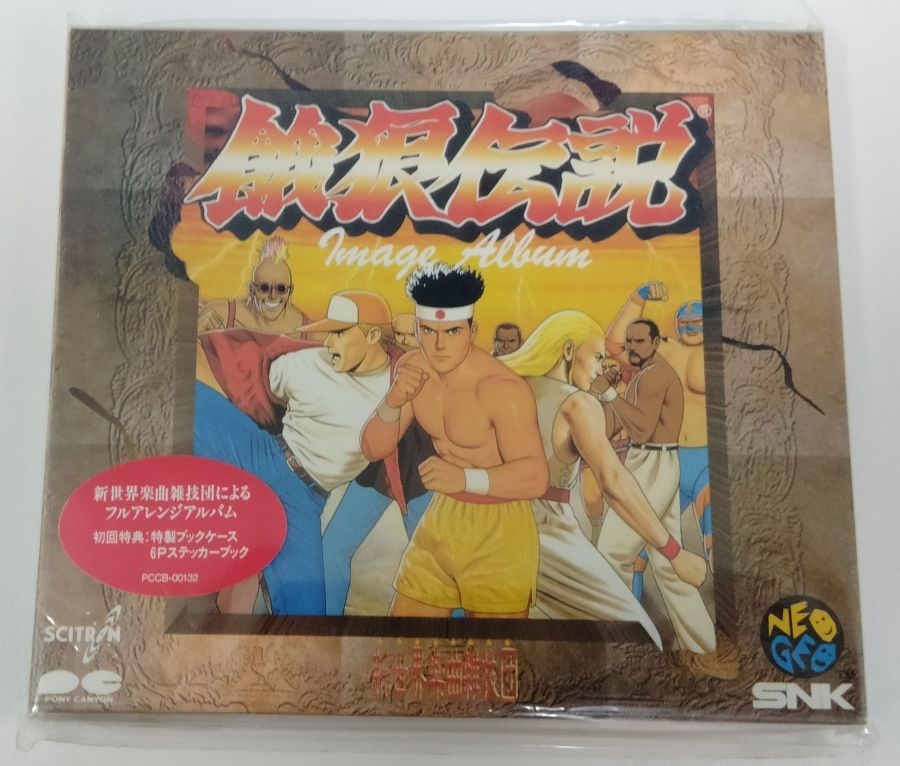 餓狼伝説
Image Album
新世界楽曲雑技団による
フルアレンジアルバム
初回特典:特製ブックケース
6Pステッカーブック
PCCB-00132
SCITRON
PONY CANYON
新世界楽曲雑技団
NEO
GEO
SNK